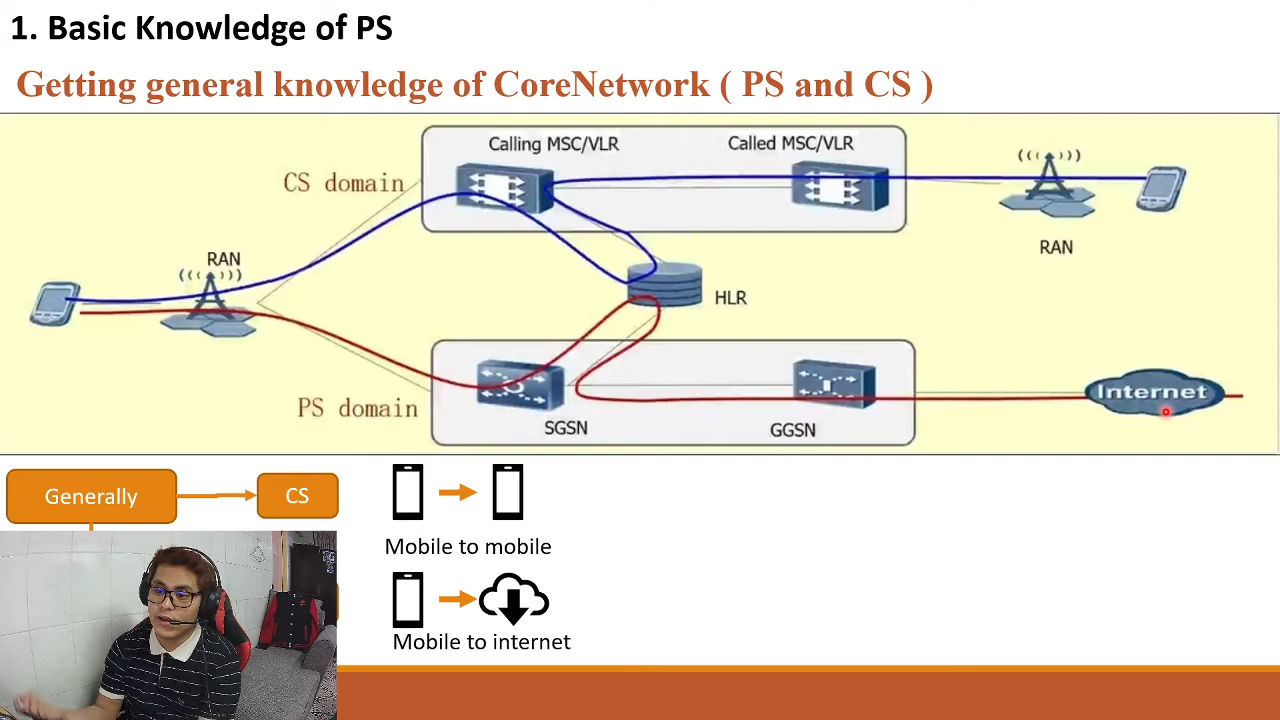 1. Basic Knowledge of PS
Getting general knowledge of CoreNetwork ( PS and CS )
Calling MSC/VLR
Called MSC/VLR
CS domain
RAN
RAN
HLR
PS domain
SGSN
GGSN
Internet
Generally
CS
Mobile to mobile
Mobile to internet